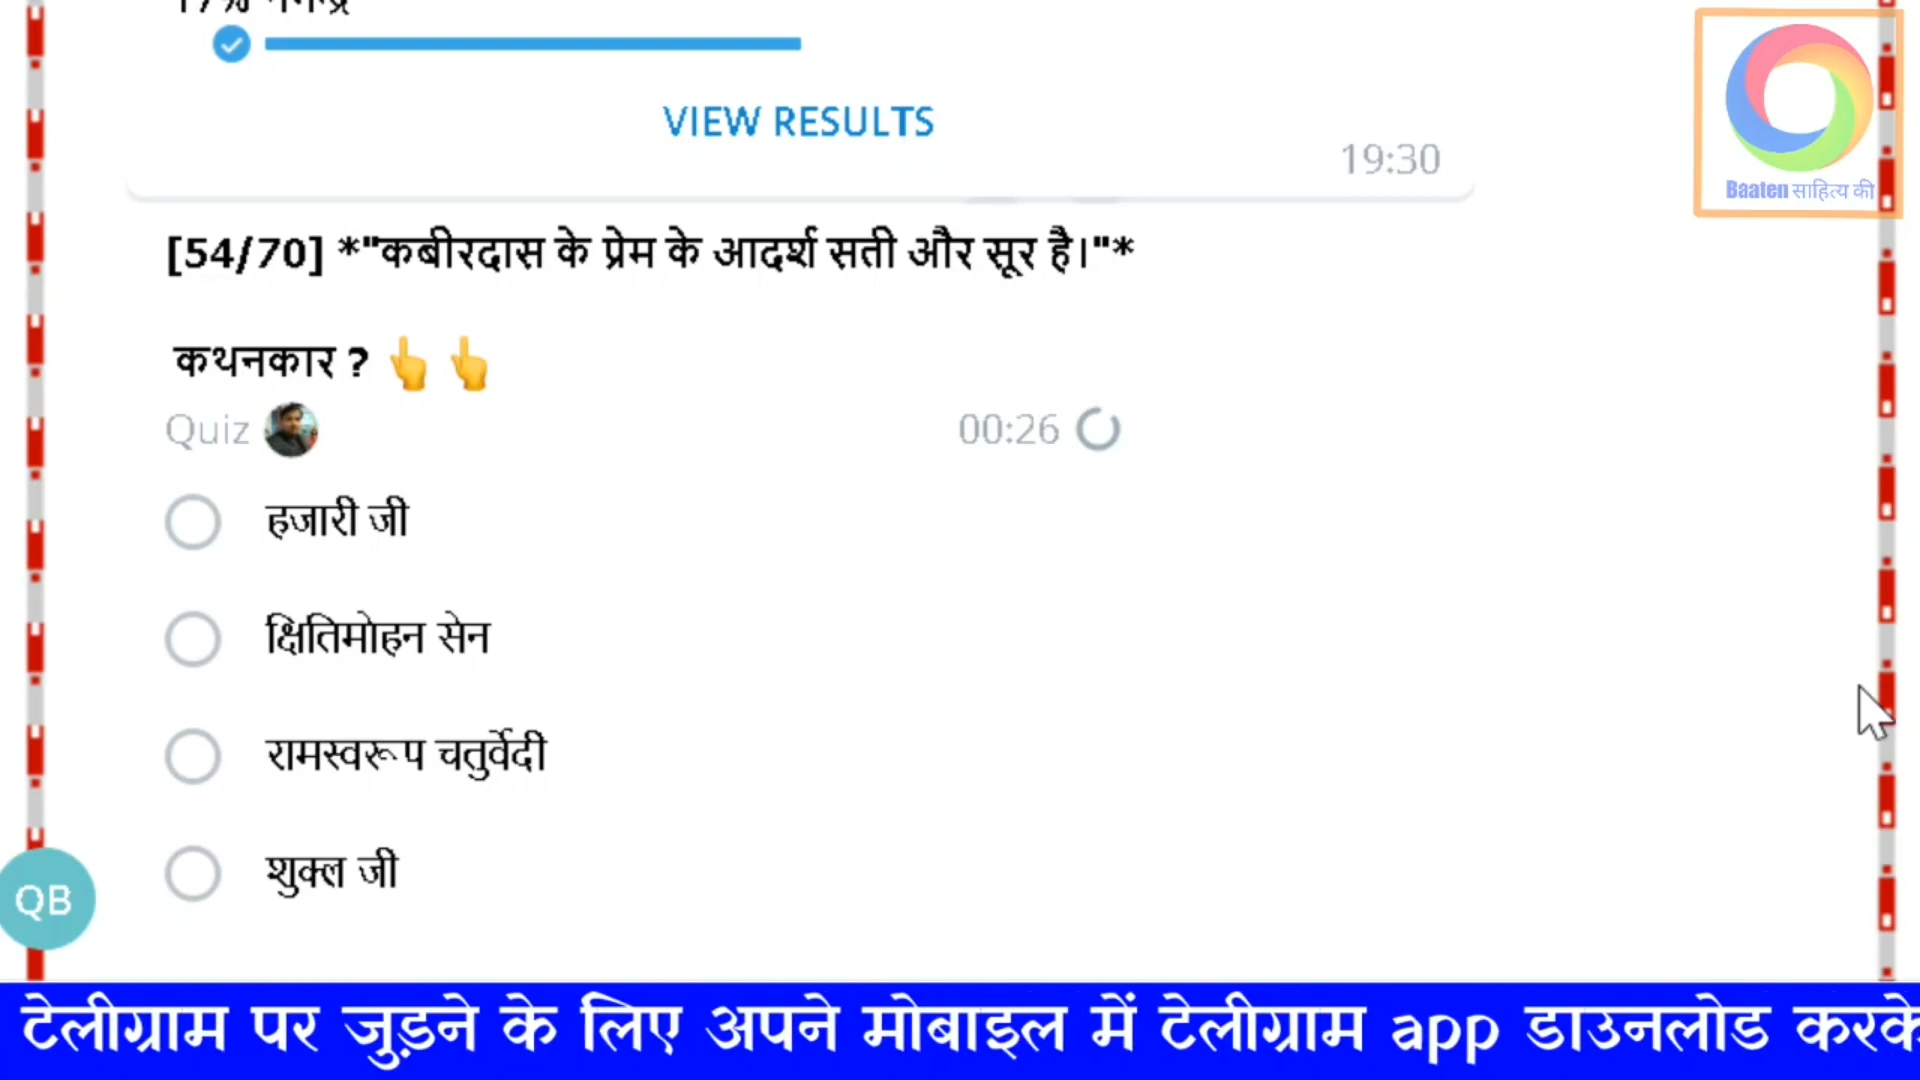 VIEW RESULTS
19:30
Baaten साहित्य की
[54/70] *"कबीरदास के प्रेम के आदर्श सती और सूर है।"*
कथनकार ? 👆 👆
Quiz 00:26
हजारी जी
क्षितिमोहन सेन
रामस्वरूप चतुर्वेदी
शुक्ल जी
QB
टेलीग्राम पर जुड़ने के लिए अपने मोबाइल में टेलीग्राम app डाउनलोड करके